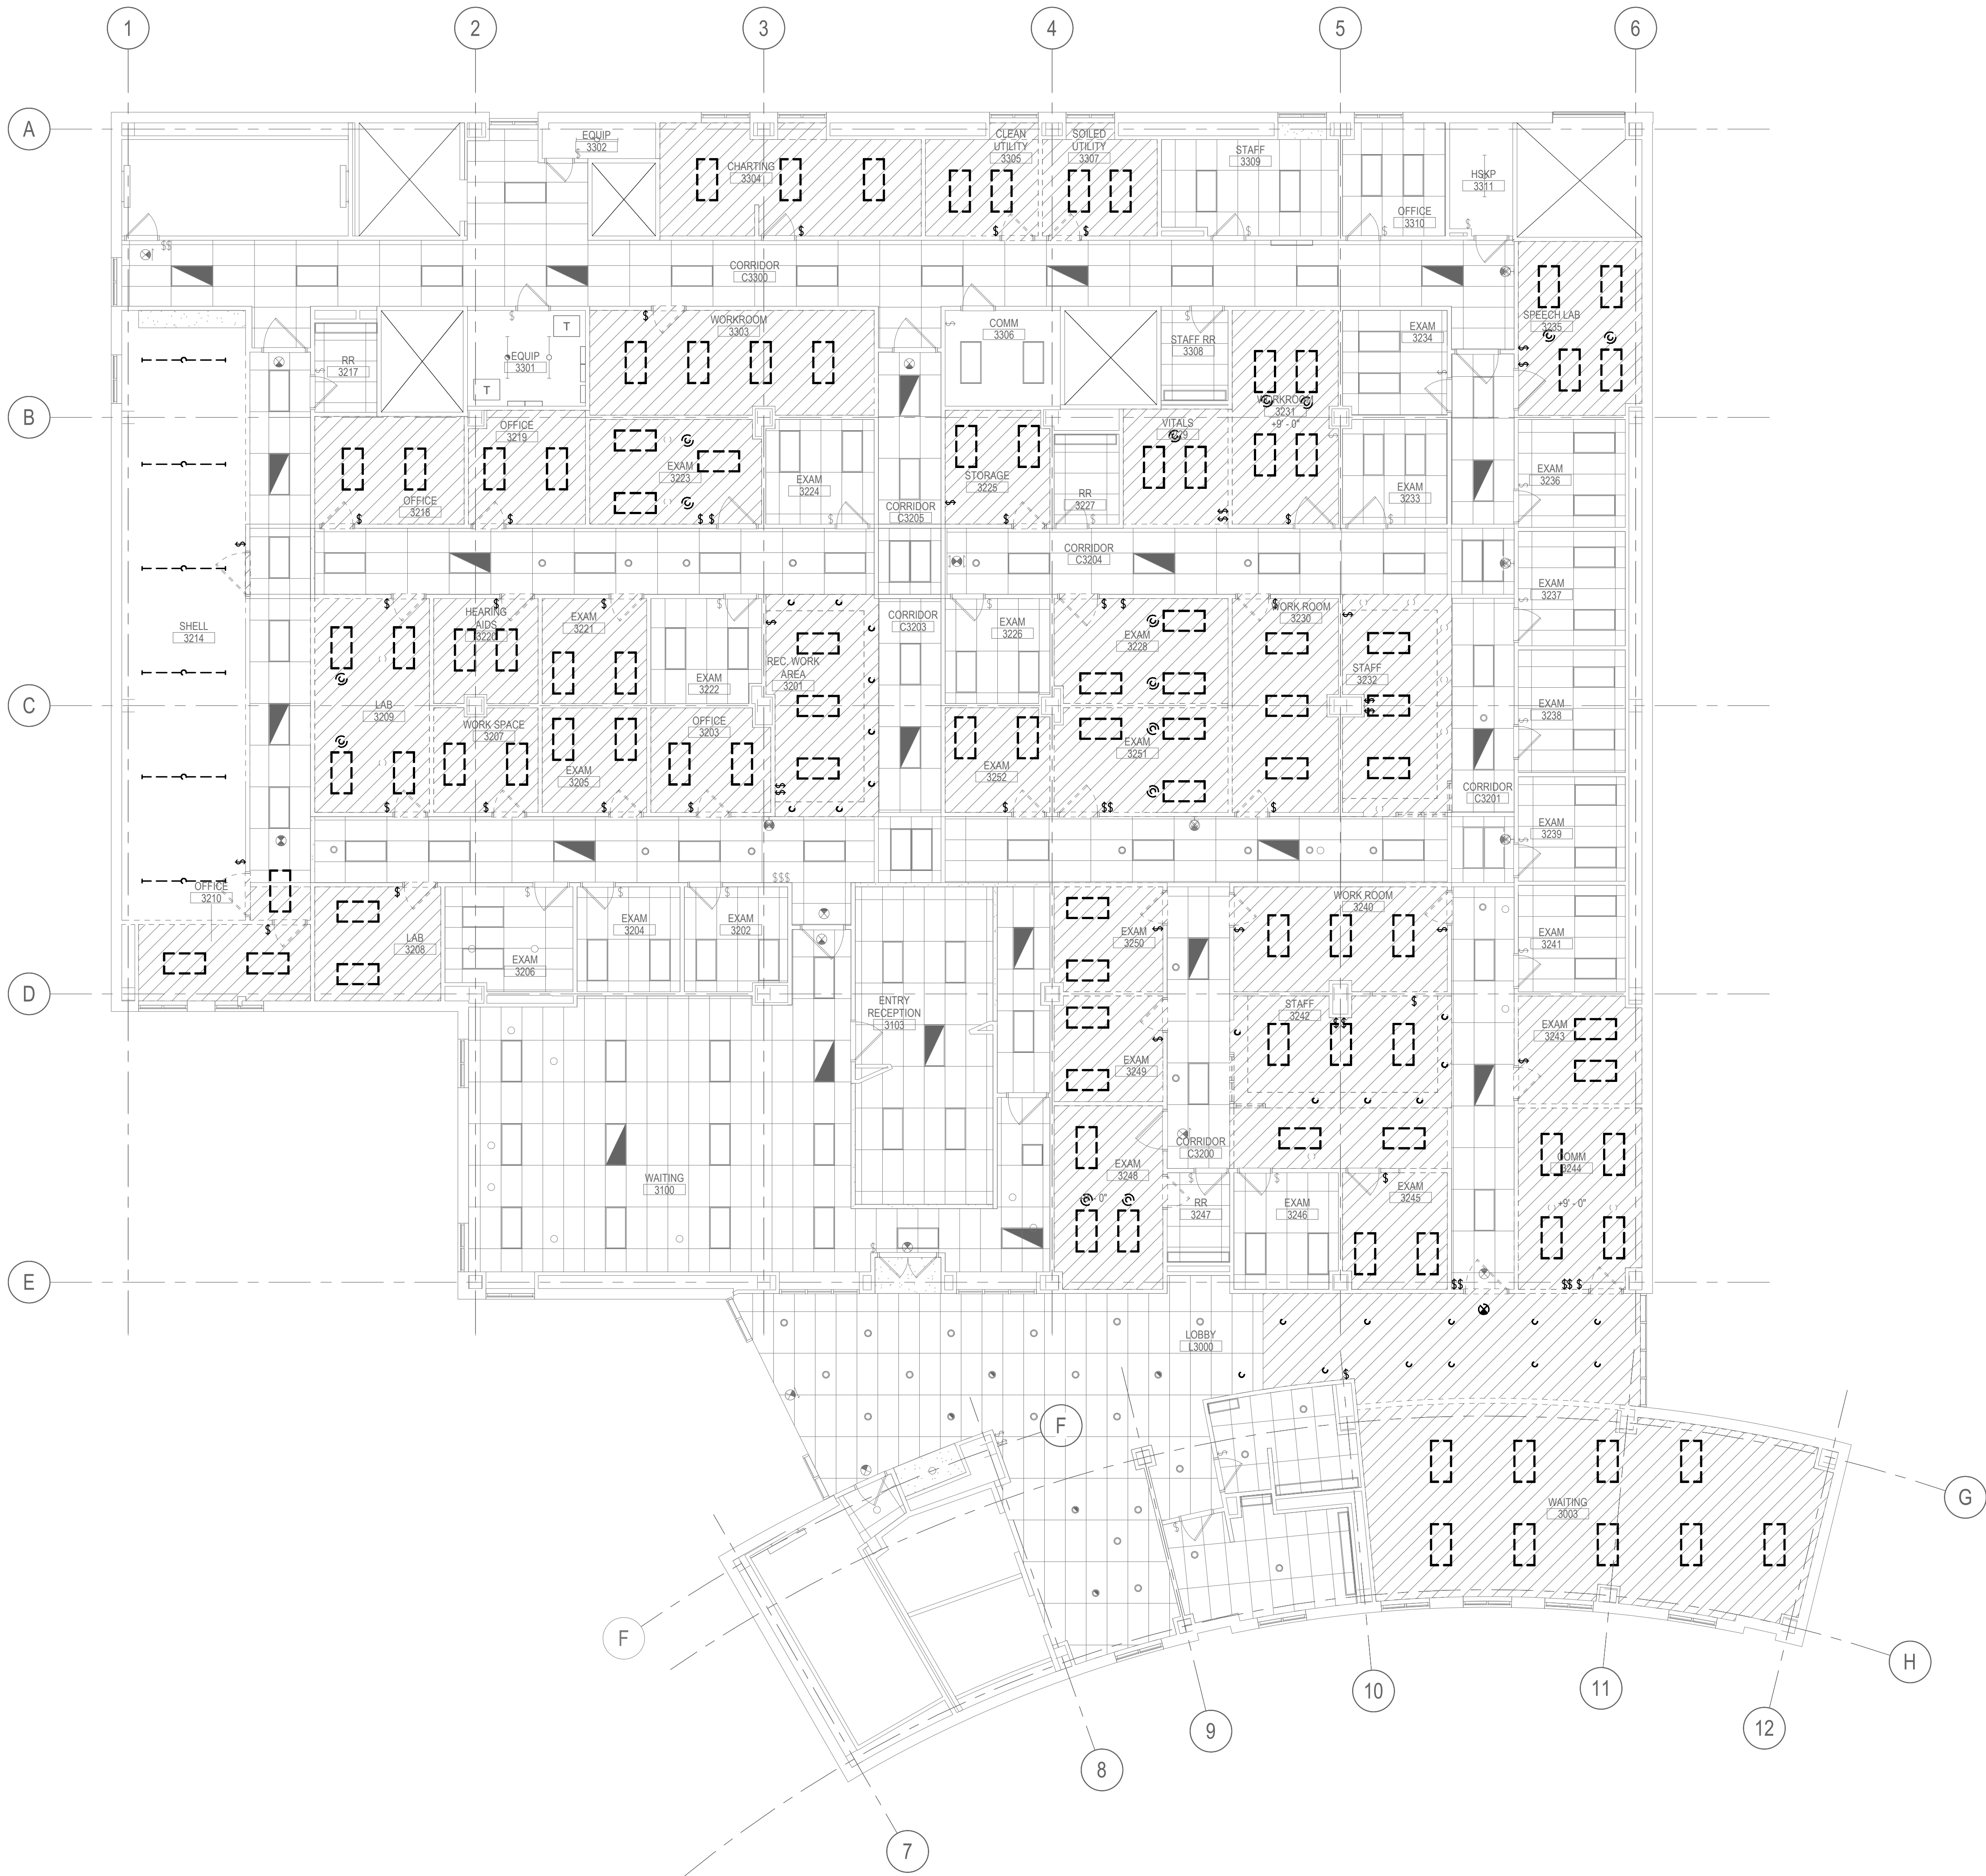 1
2
3
4
5
6
A
EQUIP
3302
CHARTING
3304
CLEAN
UTILITY
3305
SOILED
UTILITY
3307
STAFF
3309
OFFICE
3310
HSKP
3311
CORRIDOR
C3300
RR
3217
EQUIP
3301
T
T
WORKROOM
3303
COMM
3306
STAFF RR
3308
EXAM
3234
SPEECH LAB
3235
B
OFFICE
3218
OFFICE
3219
EXAM
3223
EXAM
3224
CORRIDOR
C3205
STORAGE
3225
RR
3227
VITALS
WORKROOM
3231
+9' - 0"
EXAM
3233
EXAM
3236
CORRIDOR
C3204
EXAM
3237
SHELL
3214
HEARING
AIDS
3220
EXAM
3221
EXAM
3222
REC. WORK
AREA
3201
CORRIDOR
C3203
EXAM
3226
EXAM
3228
WORK ROOM
3230
STAFF
3232
EXAM
3238
C
LAB
3209
WORK SPACE
3207
EXAM
3205
OFFICE
3203
EXAM
3252
EXAM
3251
CORRIDOR
C3201
EXAM
3239
OFFICE
3210
LAB
3208
EXAM
3206
EXAM
3204
EXAM
3202
EXAM
3250
WORK ROOM
3240
EXAM
3241
D
ENTRY
RECEPTION
3103
EXAM
3249
STAFF
3242
EXAM
3243
WAITING
3100
EXAM
3248
CORRIDOR
C3200
RR
3247
EXAM
3246
EXAM
3245
COMM
3244
+9' - 0"
E
LOBBY
L3000
F
G
WAITING
3003
F
H
7
8
9
10
11
12